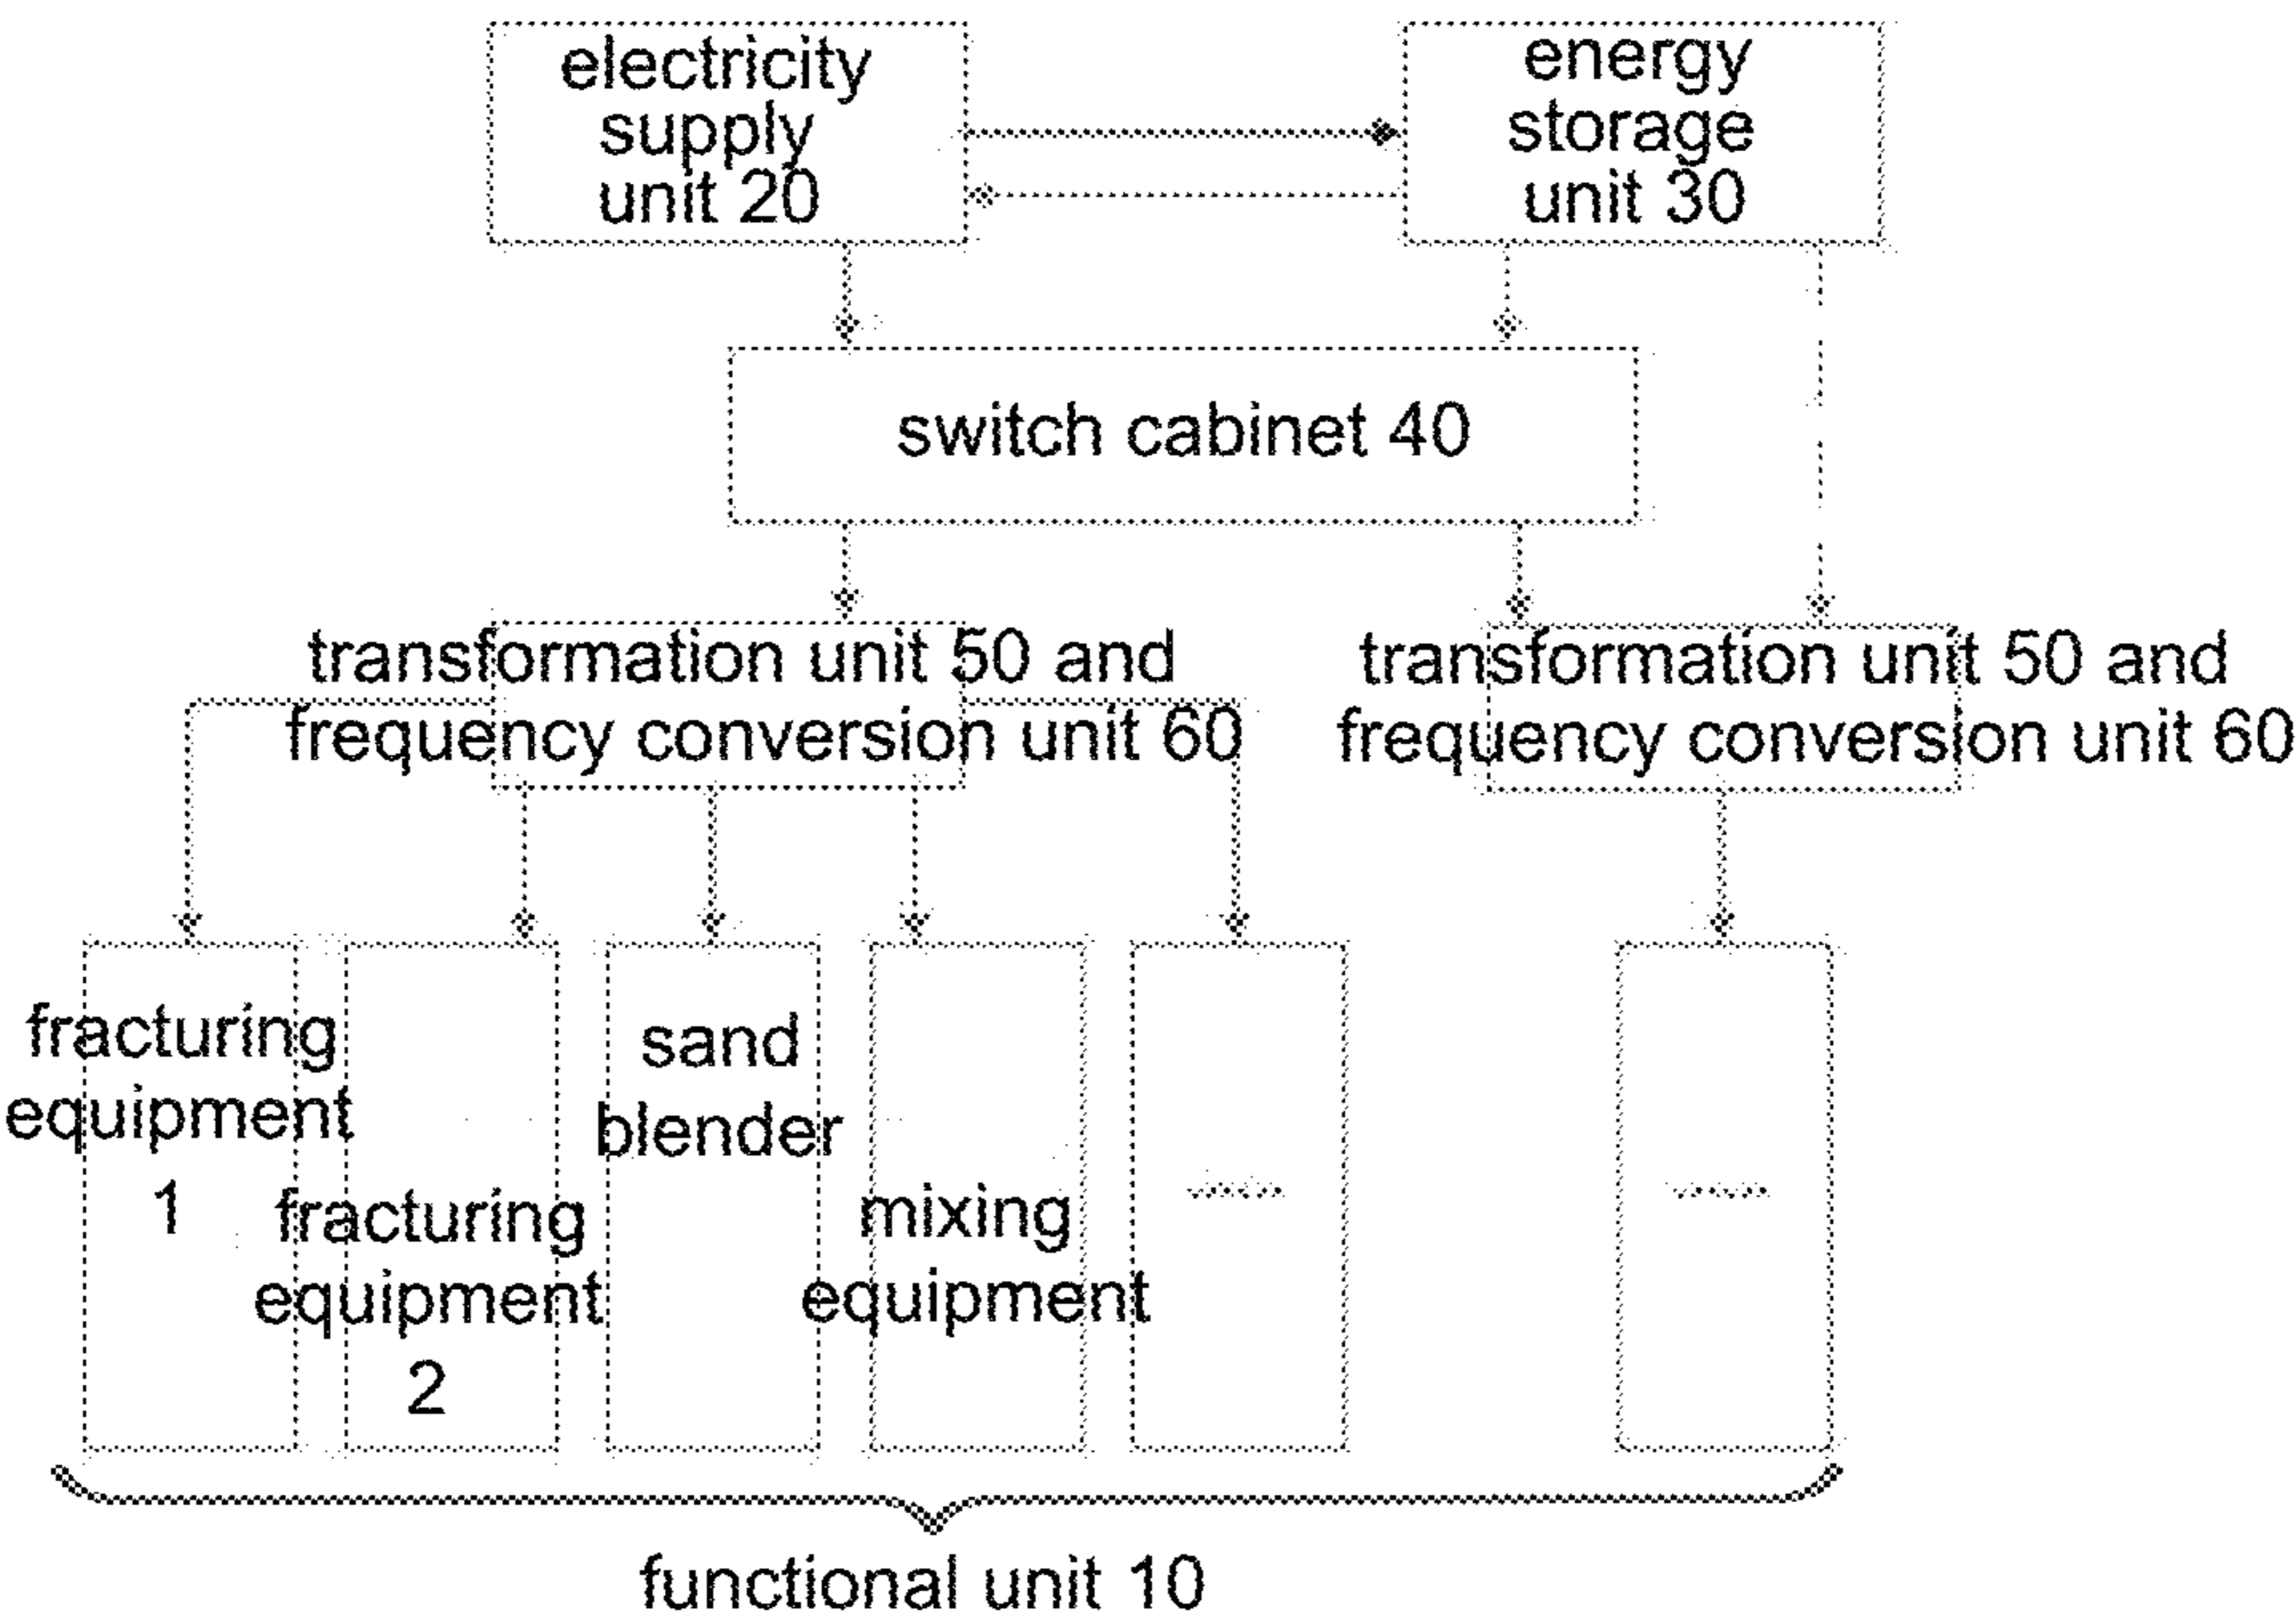 electricity
supply
unit 20
energy
storage
unit 30
switch cabinet 40
transformation unit 50 and
frequency conversion unit 60
transformation unit 50 and
frequency conversion unit 60
fracturing
equipment
1
fracturing
equipment
2
sand
blender
mixing
equipment
......
......
functional unit 10